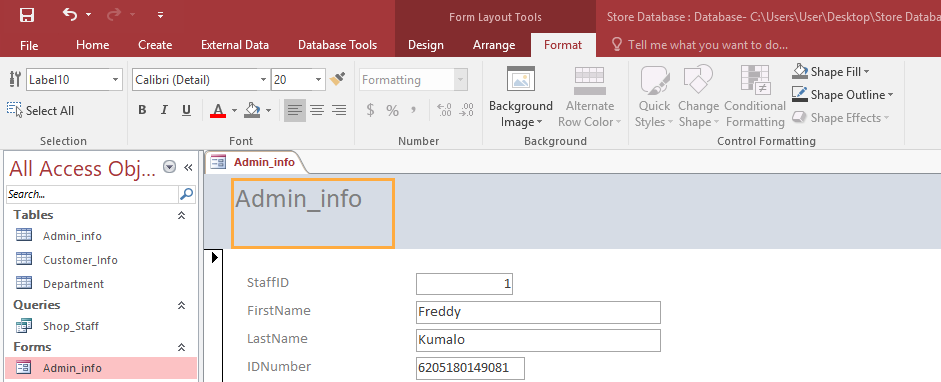 Form Layout Tools
Store Database : Database- C:\Users\User\Desktop\Store Databa
File Home Create External Data Database Tools Design Arrange Format Tell me what you want to do...
Label10 Calibri (Detail) 20 Formatting
Select All B I U A $ % , .00 .00
Background Image Alternate Row Color
Quick Styles Change Shape Conditional Formatting
Shape Fill
Shape Outline
Shape Effects
Selection Font Number Background Control Formatting
All Access Obj...
Search...
Tables
Admin_info
Customer_Info
Department
Queries
Shop_Staff
Forms
Admin_info
Admin_info
Admin_info
StaffID 1
FirstName Freddy
LastName Kumalo
IDNumber 6205180149081